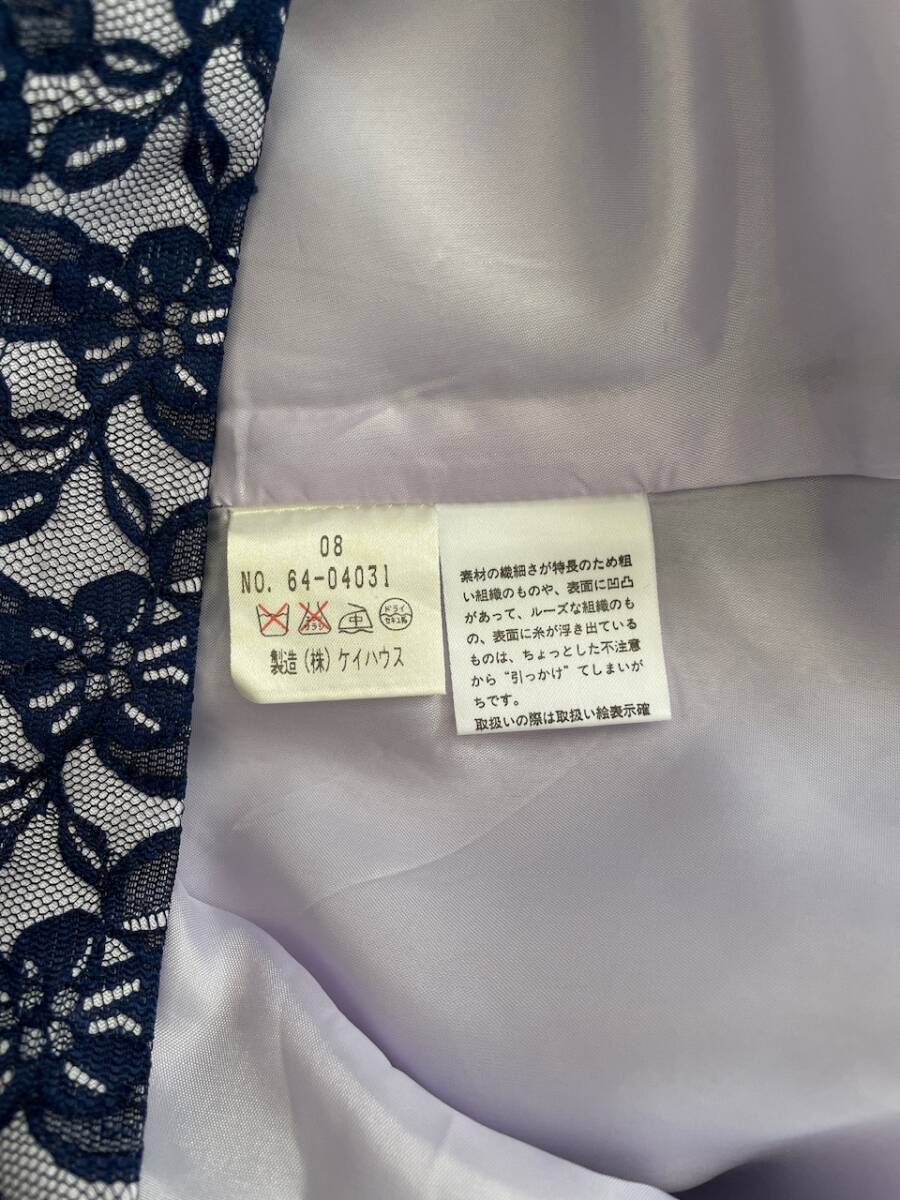 08
NO. 64-04031
中 ドライ セキユ系
製造 (株) ケイハウス
素材の繊細さが特長のため粗
い組織のものや、表面に凹凸
があって、ルーズな組織のも
の、表面に糸が浮き出ている
ものは、ちょっとした不注意
から“引っかけ”てしまいが
ちです。
取扱いの際は取扱い絵表示確